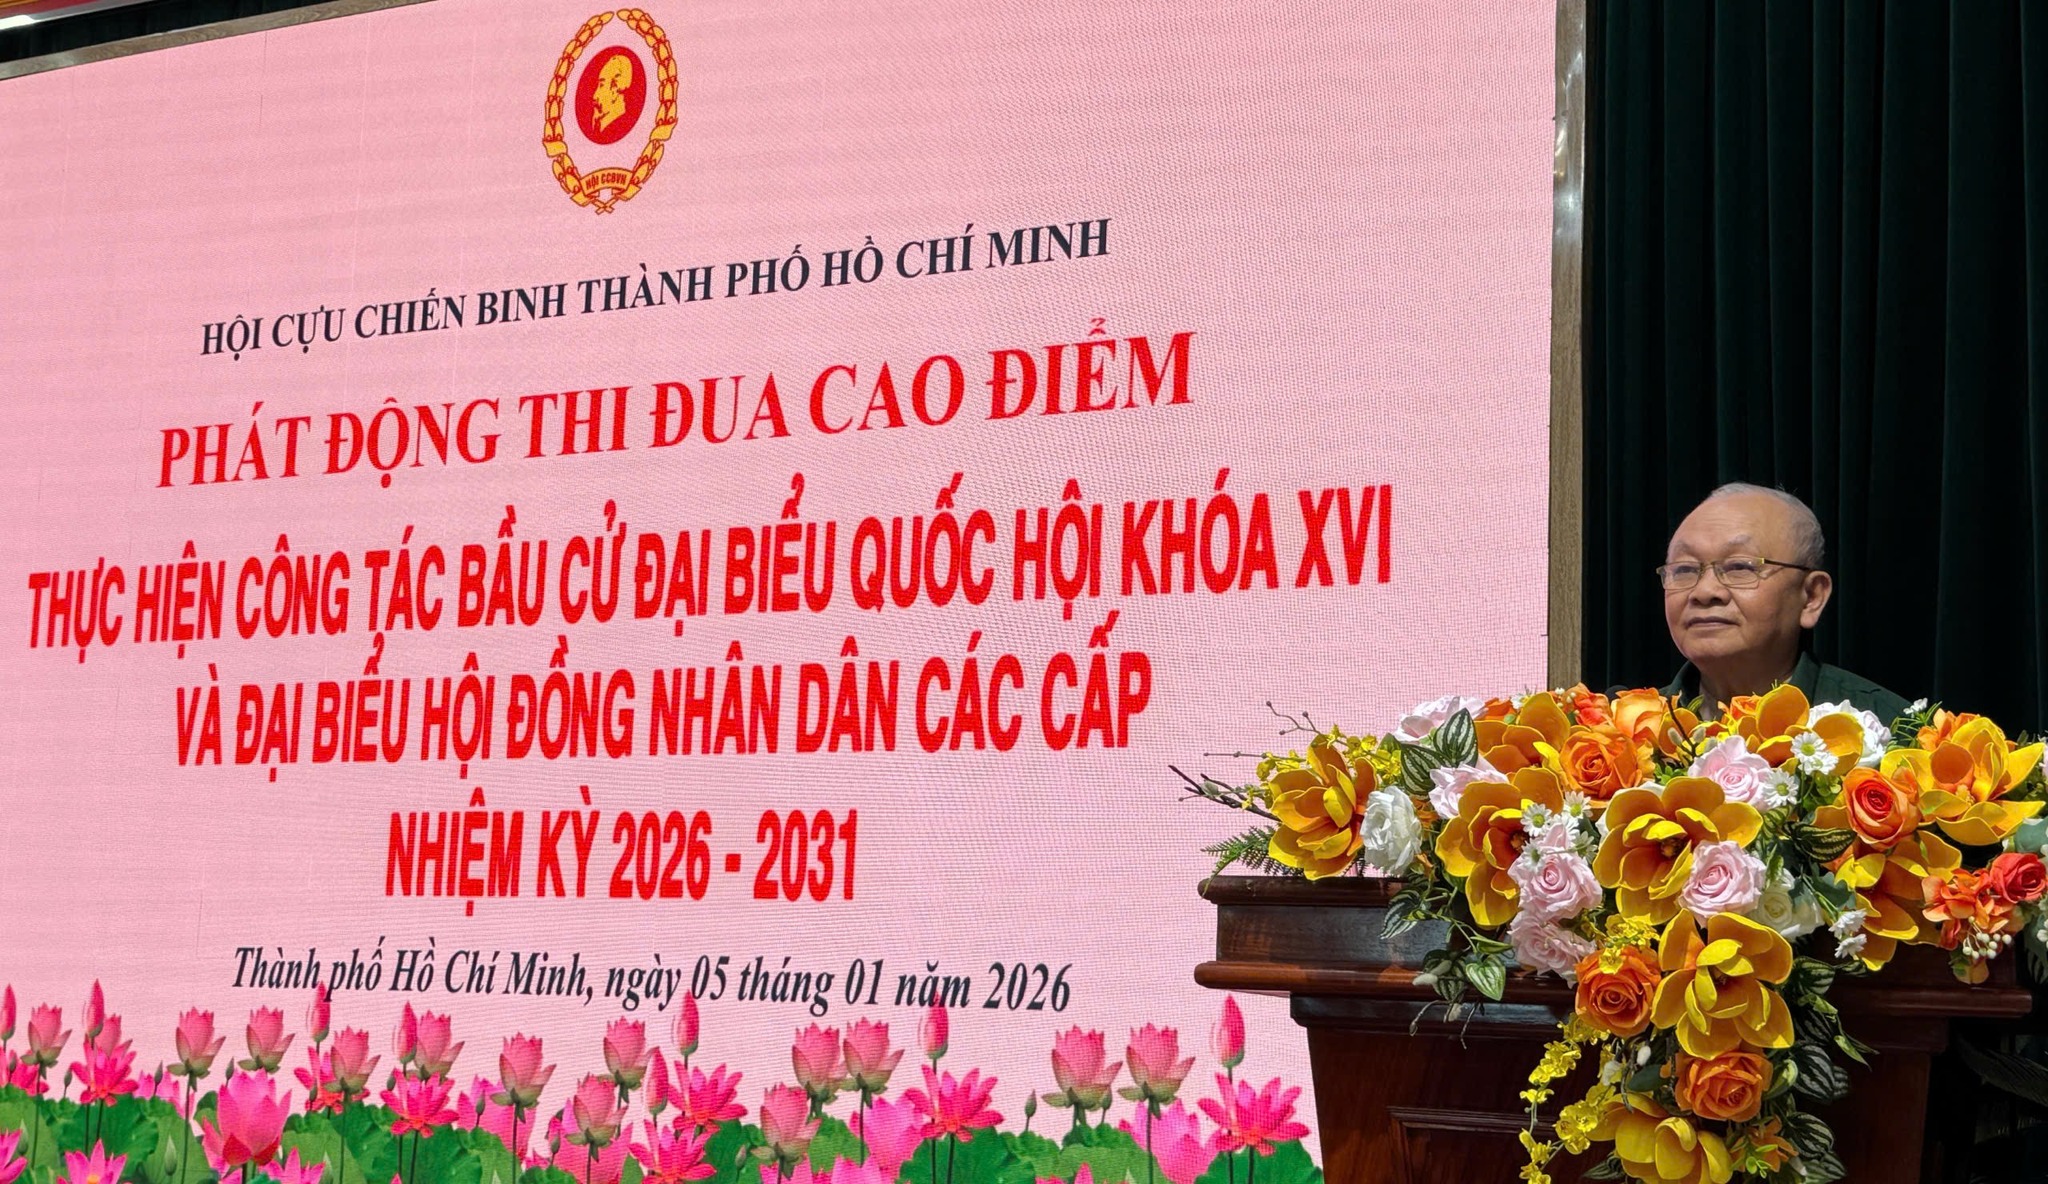 HỘI CCBVN
HỘI CỰU CHIẾN BINH THÀNH PHỐ HỒ CHÍ MINH
PHÁT ĐỘNG THI ĐUA CAO ĐIỂM
THỰC HIỆN CÔNG TÁC BẦU CỬ ĐẠI BIỂU QUỐC HỘI KHÓA XVI
VÀ ĐẠI BIỂU HỘI ĐỒNG NHÂN DÂN CÁC CẤP
NHIỆM KỲ 2026 - 2031
Thành phố Hồ Chí Minh, ngày 05 tháng 01 năm 2026